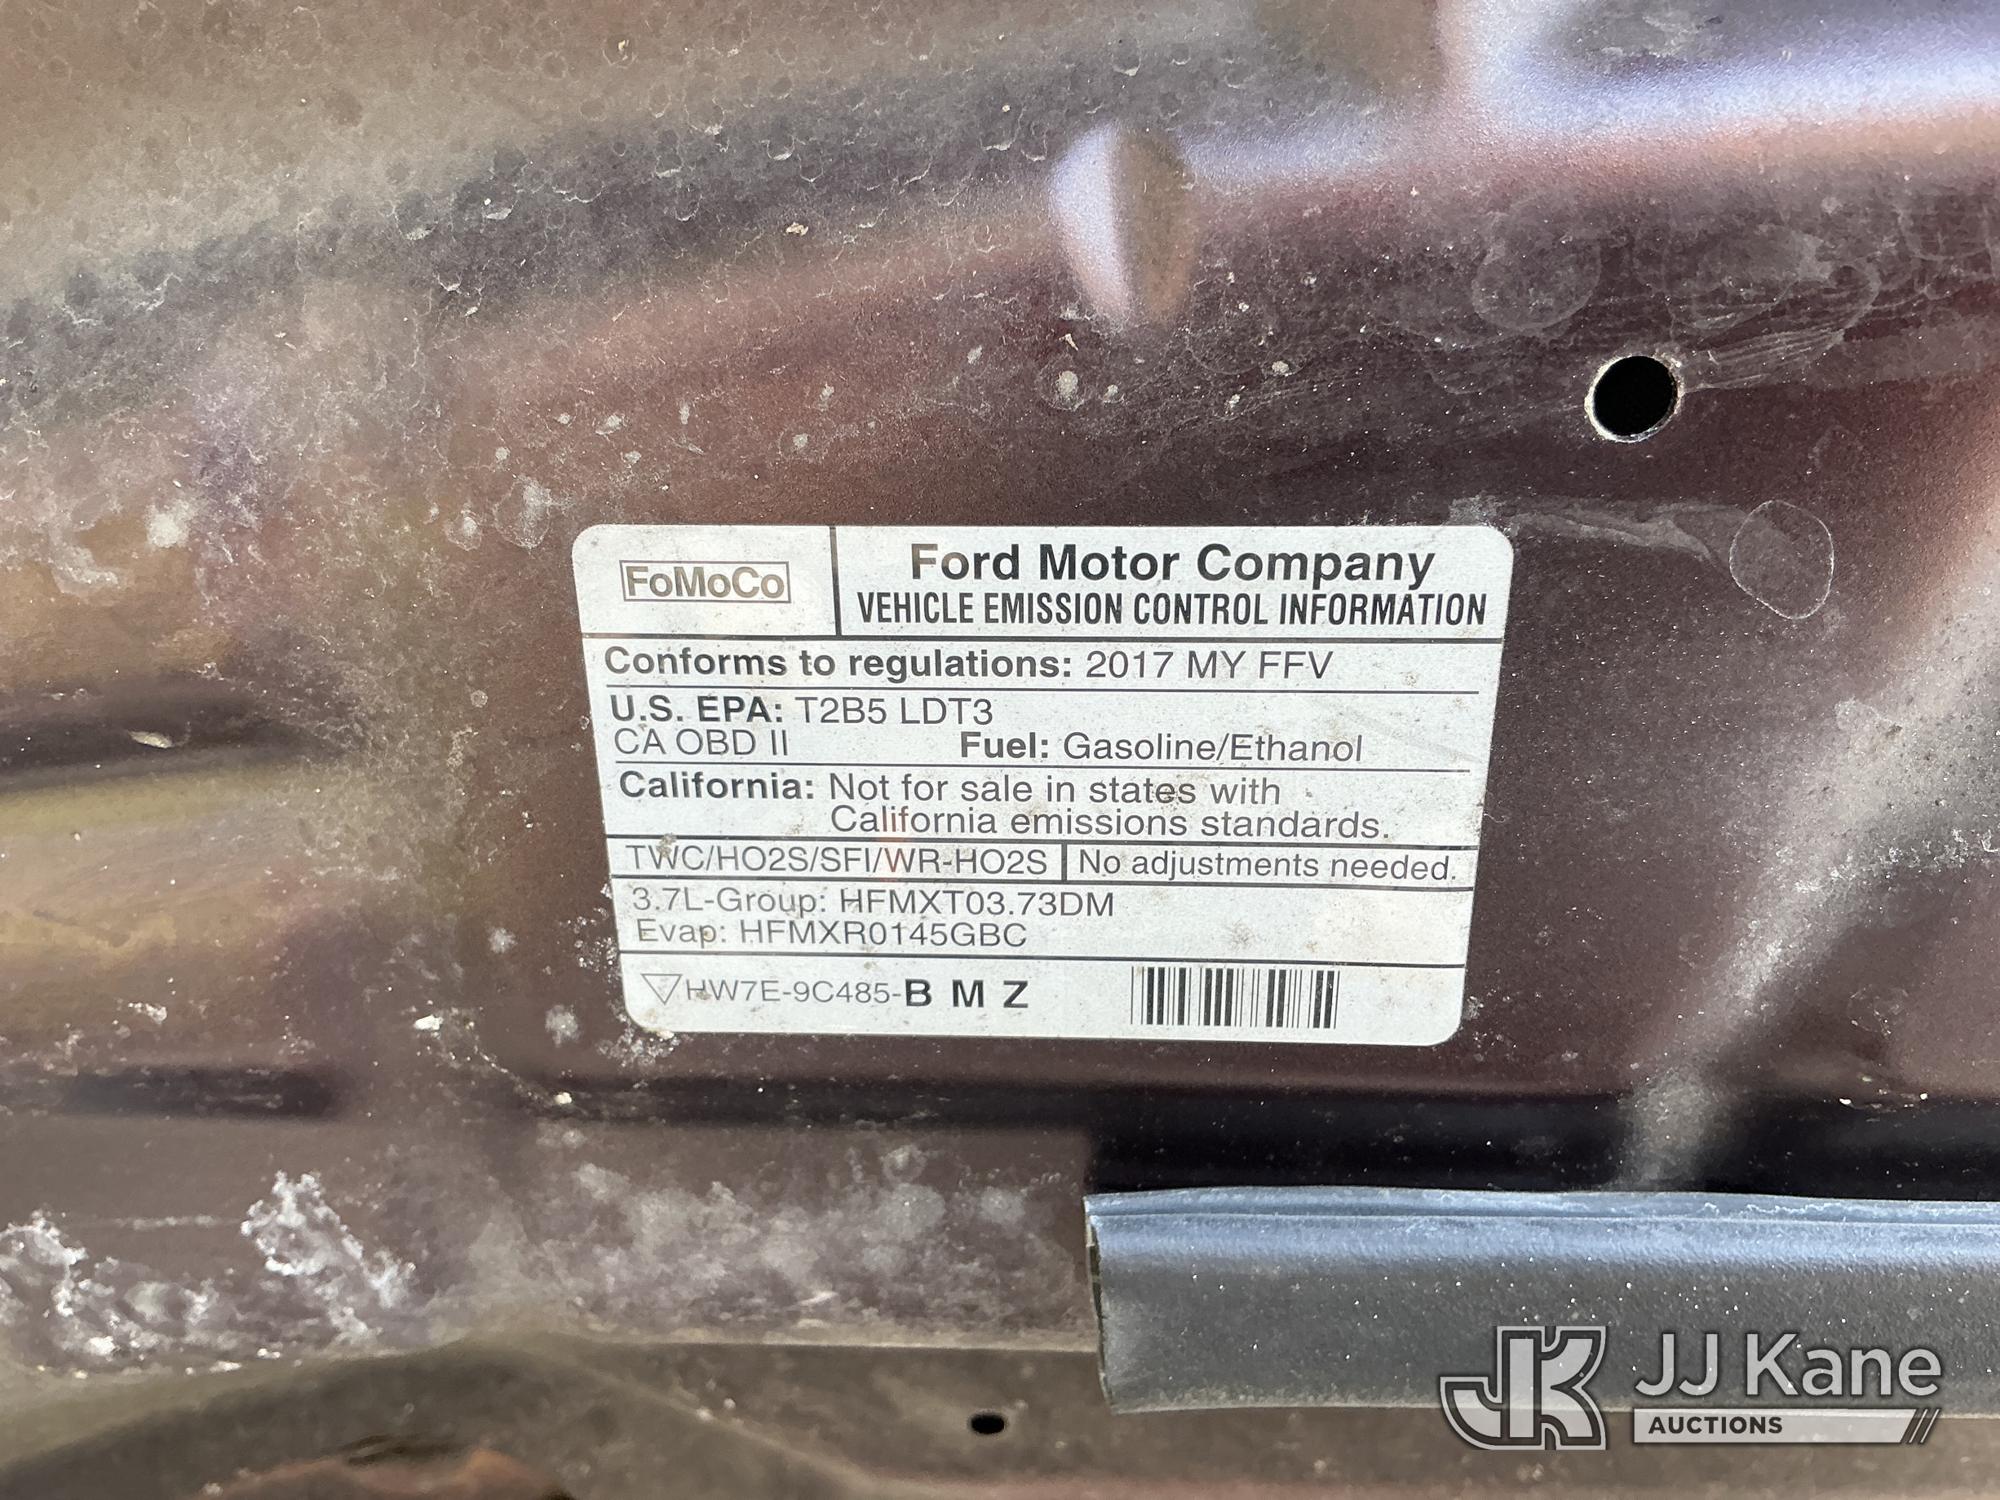 FoMoCo
Ford Motor Company
VEHICLE EMISSION CONTROL INFORMATION
Conforms to regulations: 2017 MY FFV
U.S. EPA: T2B5 LDT3
CA OBD II Fuel: Gasoline/Ethanol
California: Not for sale in states with
California emissions standards.
TWC/HO2S/SFI/WR-HO2S No adjustments needed.
3.7L-Group: HFMXT03.73DM
Evap: HFMXR0145GBC
HW7E-9C485-B M Z
JK JJ Kane
AUCTIONS